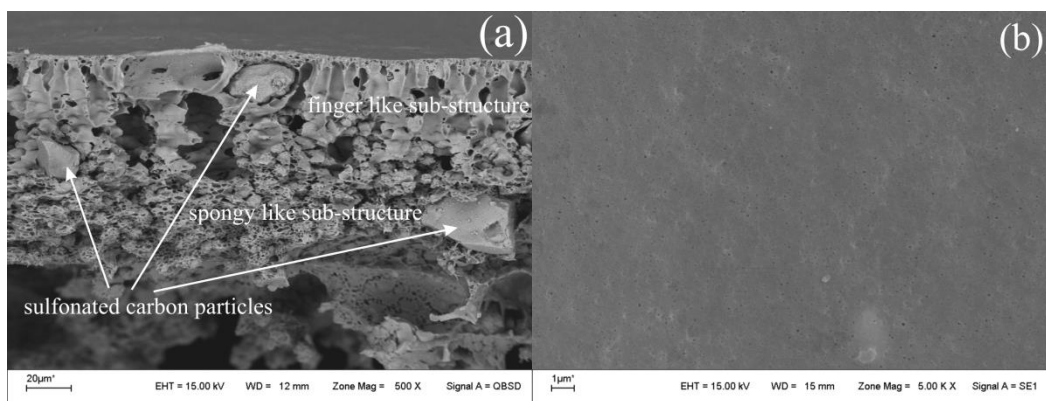 (a)
finger like sub-structure
spongy like sub-structure
sulfonated carbon particles
20µm
EHT = 15.00 kV WD = 12 mm Zone Mag = 500 X Signal A = QBSD
(b)
1µm
EHT = 15.00 kV WD = 15 mm Zone Mag = 5.00 K X Signal A = SE1